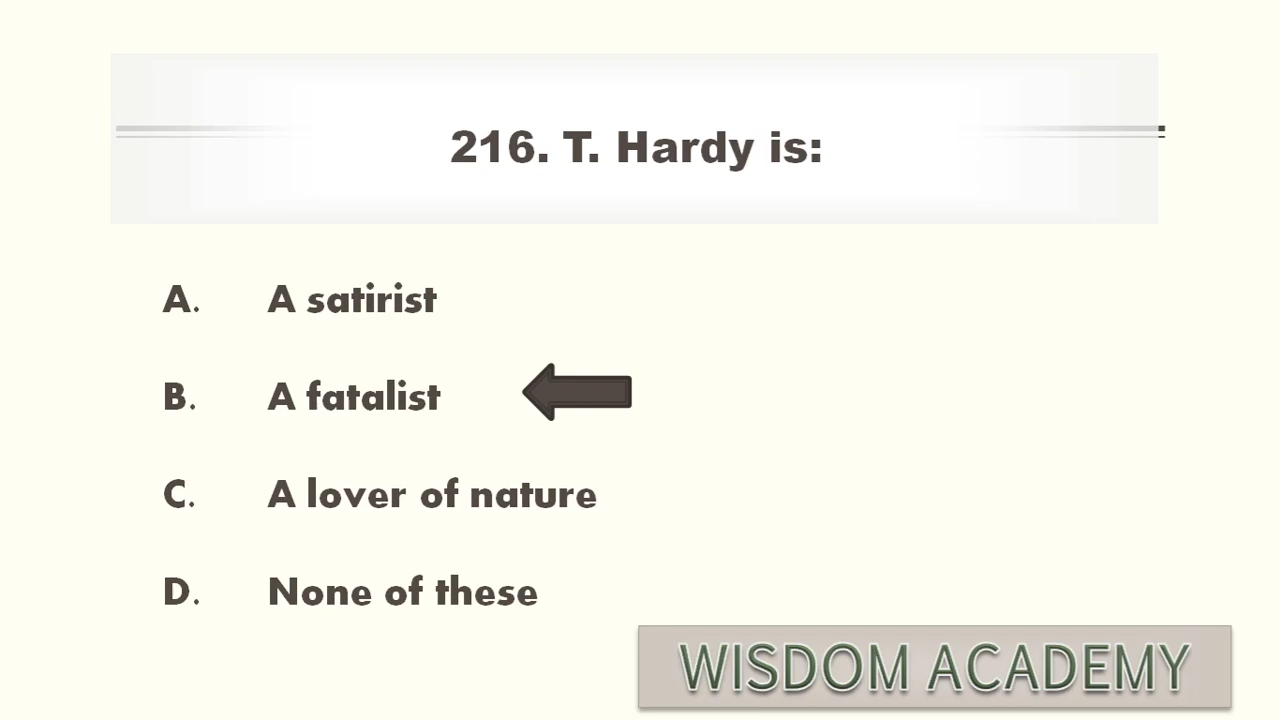 216. T. Hardy is:
A. A satirist
B. A fatalist
C. A lover of nature
D. None of these
WISDOM ACADEMY